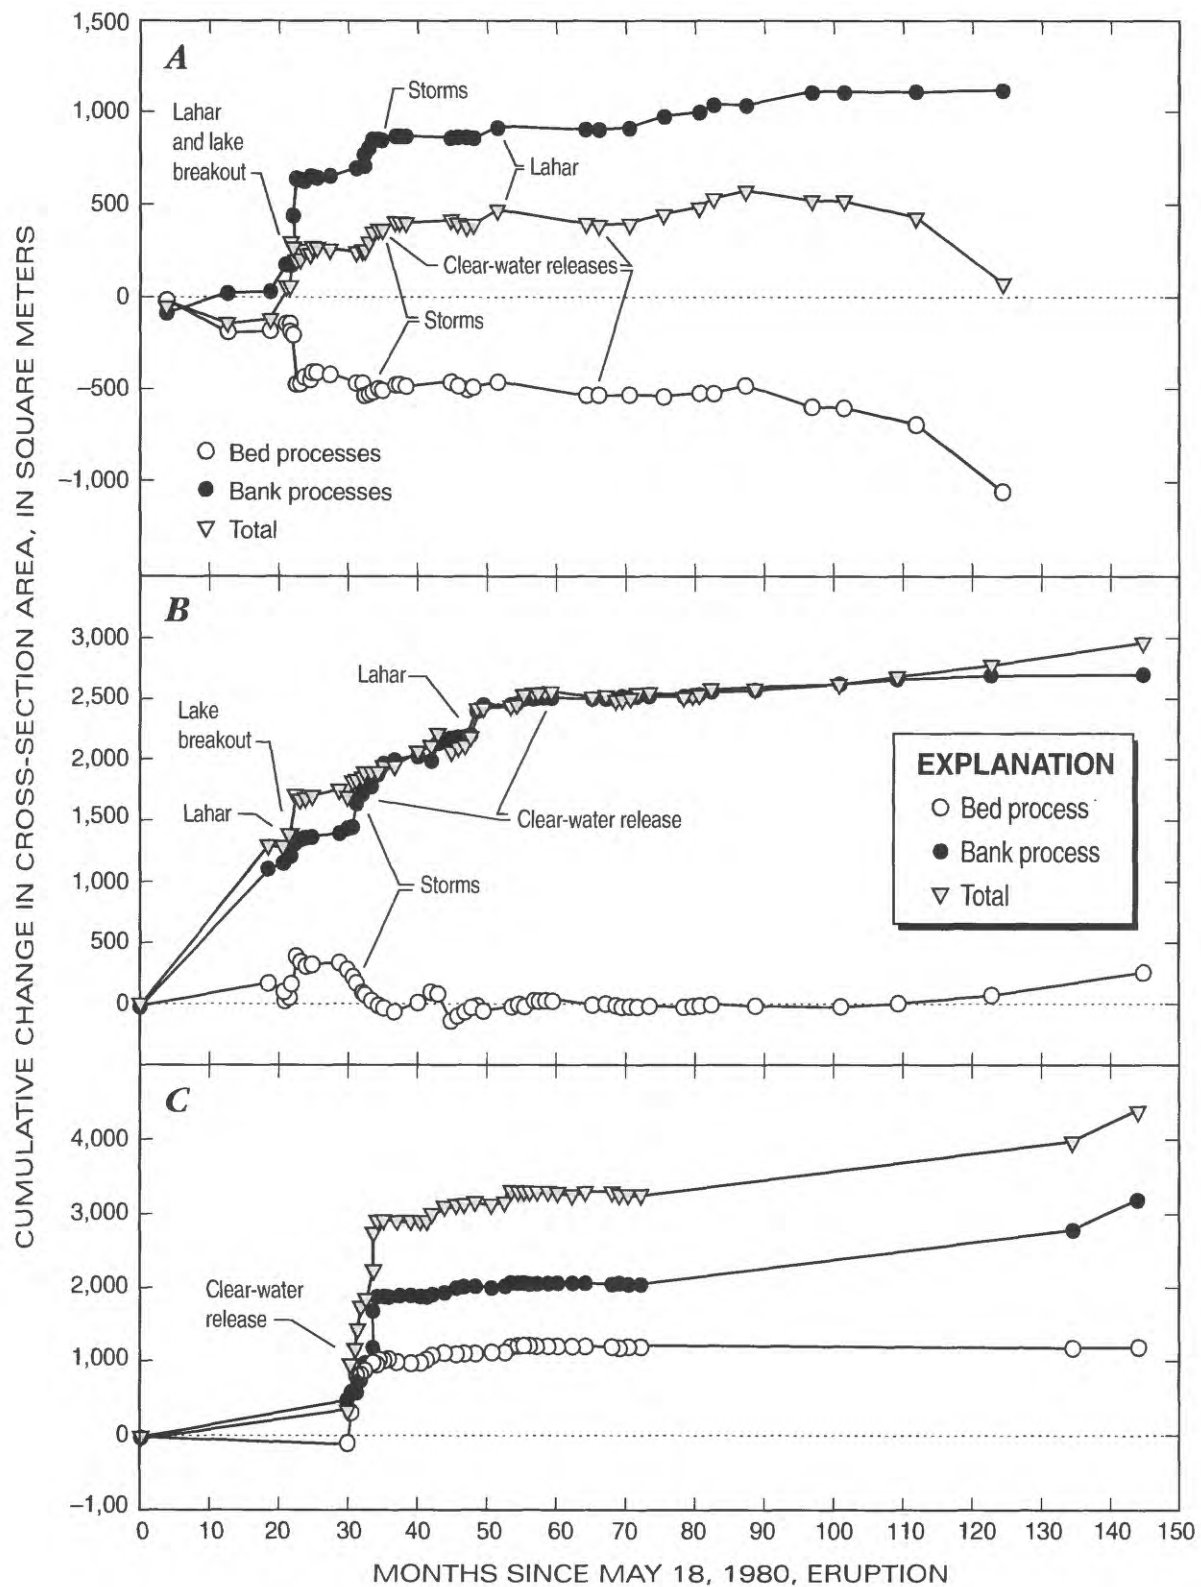 CUMULATIVE CHANGE IN CROSS-SECTION AREA, IN SQUARE METERS
1,500
1,000
500
0
−500
−1,000
A
Lahar
and lake
breakout
Storms
Lahar
Clear-water releases
Storms
Bed processes
Bank processes
Total
3,000
2,500
2,000
1,500
1,000
500
0
B
Lahar
Lake
breakout
Lahar
Clear-water release
Storms
EXPLANATION
Bed process
Bank process
Total
4,000
3,000
2,000
1,000
0
−1,00
C
Clear-water
release
0 10 20 30 40 50 60 70 80 90 100 110 120 130 140 150
MONTHS SINCE MAY 18, 1980, ERUPTION